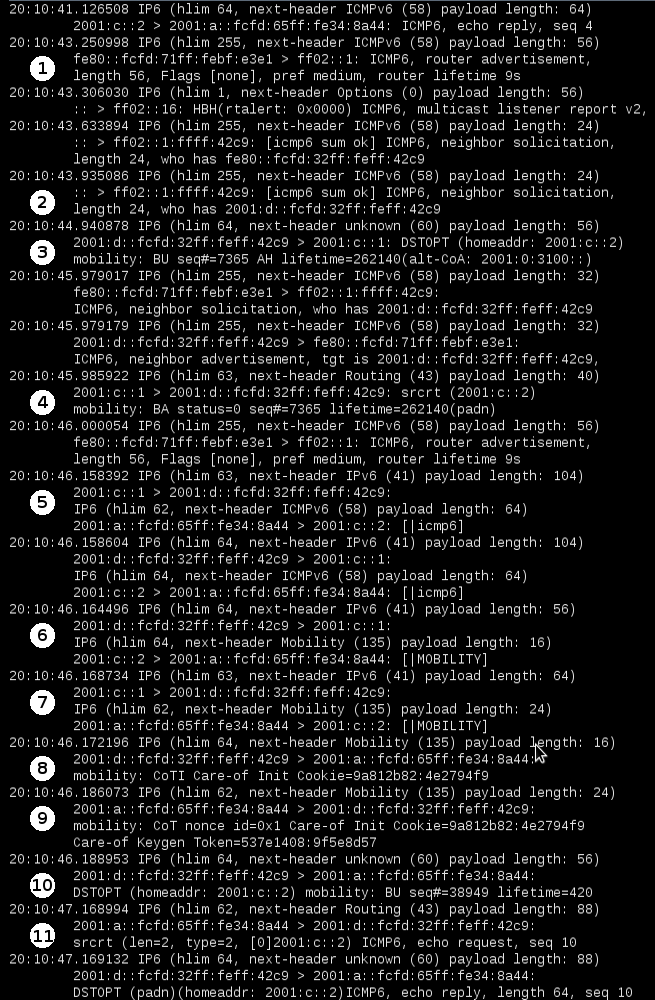 20:10:41.126508 IP6 (hlim 64, next-header ICMPv6 (58) payload length: 64)
2001:c::2 > 2001:a::fcfd:65ff:fe34:8a44: ICMP6, echo reply, seq 4
20:10:43.250998 IP6 (hlim 255, next-header ICMPv6 (58) payload length: 56)
1 fe80::fcfd:71ff:febf:e3e1 > ff02::1: ICMP6, router advertisement,
length 56, Flags [none], pref medium, router lifetime 9s
20:10:43.306030 IP6 (hlim 1, next-header Options (0) payload length: 56)
:: > ff02::16: HBH(rtalert: 0x0000) ICMP6, multicast listener report v2,
20:10:43.633894 IP6 (hlim 255, next-header ICMPv6 (58) payload length: 24)
:: > ff02::1:ffff:42c9: [icmp6 sum ok] ICMP6, neighbor solicitation,
length 24, who has fe80::fcfd:32ff:feff:42c9
20:10:43.935086 IP6 (hlim 255, next-header ICMPv6 (58) payload length: 24)
2 :: > ff02::1:ffff:42c9: [icmp6 sum ok] ICMP6, neighbor solicitation,
length 24, who has 2001:d::fcfd:32ff:feff:42c9
20:10:44.940878 IP6 (hlim 64, next-header unknown (60) payload length: 56)
3 2001:d::fcfd:32ff:feff:42c9 > 2001:c::1: DSTOPT (homeaddr: 2001:c::2)
mobility: BU seq#=7365 AH lifetime=262140(alt-CoA: 2001:0:3100::)
20:10:45.979017 IP6 (hlim 255, next-header ICMPv6 (58) payload length: 32)
fe80::fcfd:71ff:febf:e3e1 > ff02::1:ffff:42c9:
ICMP6, neighbor solicitation, who has 2001:d::fcfd:32ff:feff:42c9
20:10:45.979179 IP6 (hlim 255, next-header ICMPv6 (58) payload length: 32)
2001:d::fcfd:32ff:feff:42c9 > fe80::fcfd:71ff:febf:e3e1:
ICMP6, neighbor advertisement, tgt is 2001:d::fcfd:32ff:feff:42c9,
20:10:45.985922 IP6 (hlim 63, next-header Routing (43) payload length: 40)
4 2001:c::1 > 2001:d::fcfd:32ff:feff:42c9: srcrt (2001:c::2)
mobility: BA status=0 seq#=7365 lifetime=262140(padn)
20:10:46.000054 IP6 (hlim 255, next-header ICMPv6 (58) payload length: 56)
fe80::fcfd:71ff:febf:e3e1 > ff02::1: ICMP6, router advertisement,
length 56, Flags [none], pref medium, router lifetime 9s
20:10:46.158392 IP6 (hlim 63, next-header IPv6 (41) payload length: 104)
5 2001:c::1 > 2001:d::fcfd:32ff:feff:42c9:
IP6 (hlim 62, next-header ICMPv6 (58) payload length: 64)
2001:a::fcfd:65ff:fe34:8a44 > 2001:c::2: [|icmp6]
20:10:46.158604 IP6 (hlim 64, next-header IPv6 (41) payload length: 104)
2001:d::fcfd:32ff:feff:42c9 > 2001:c::1:
IP6 (hlim 64, next-header ICMPv6 (58) payload length: 64)
2001:c::2 > 2001:a::fcfd:65ff:fe34:8a44: [|icmp6]
20:10:46.164496 IP6 (hlim 64, next-header IPv6 (41) payload length: 56)
6 2001:d::fcfd:32ff:feff:42c9 > 2001:c::1:
IP6 (hlim 64, next-header Mobility (135) payload length: 16)
2001:c::2 > 2001:a::fcfd:65ff:fe34:8a44: [|MOBILITY]
20:10:46.168734 IP6 (hlim 63, next-header IPv6 (41) payload length: 64)
7 2001:c::1 > 2001:d::fcfd:32ff:feff:42c9:
IP6 (hlim 62, next-header Mobility (135) payload length: 24)
2001:a::fcfd:65ff:fe34:8a44 > 2001:c::2: [|MOBILITY]
20:10:46.172196 IP6 (hlim 64, next-header Mobility (135) payload length: 16)
8 2001:d::fcfd:32ff:feff:42c9 > 2001:a::fcfd:65ff:fe34:8a44:
mobility: CoTI Care-of Init Cookie=9a812b82:4e2794f9
20:10:46.186073 IP6 (hlim 62, next-header Mobility (135) payload length: 24)
9 2001:a::fcfd:65ff:fe34:8a44 > 2001:d::fcfd:32ff:feff:42c9:
mobility: CoT nonce id=0x1 Care-of Init Cookie=9a812b82:4e2794f9
Care-of Keygen Token=537e1408:9f5e8d57
20:10:46.188953 IP6 (hlim 64, next-header unknown (60) payload length: 56)
10 2001:d::fcfd:32ff:feff:42c9 > 2001:a::fcfd:65ff:fe34:8a44:
DSTOPT (homeaddr: 2001:c::2) mobility: BU seq#=38949 lifetime=420
20:10:47.168994 IP6 (hlim 62, next-header Routing (43) payload length: 88)
11 2001:a::fcfd:65ff:fe34:8a44 > 2001:d::fcfd:32ff:feff:42c9:
srcrt (len=2, type=2, [0]2001:c::2) ICMP6, echo request, seq 10
20:10:47.169132 IP6 (hlim 64, next-header unknown (60) payload length: 88)
2001:d::fcfd:32ff:feff:42c9 > 2001:a::fcfd:65ff:fe34:8a44:
DSTOPT (padn)(homeaddr: 2001:c::2)ICMP6, echo reply, length 64, seq 10